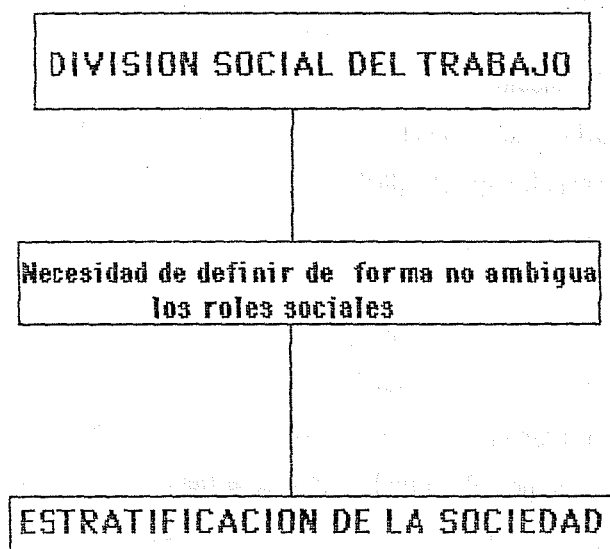 DIVISION SOCIAL DEL TRABAJO
Necesidad de definir de forma no ambigua
los roles sociales
ESTRATIFICACION DE LA SOCIEDAD